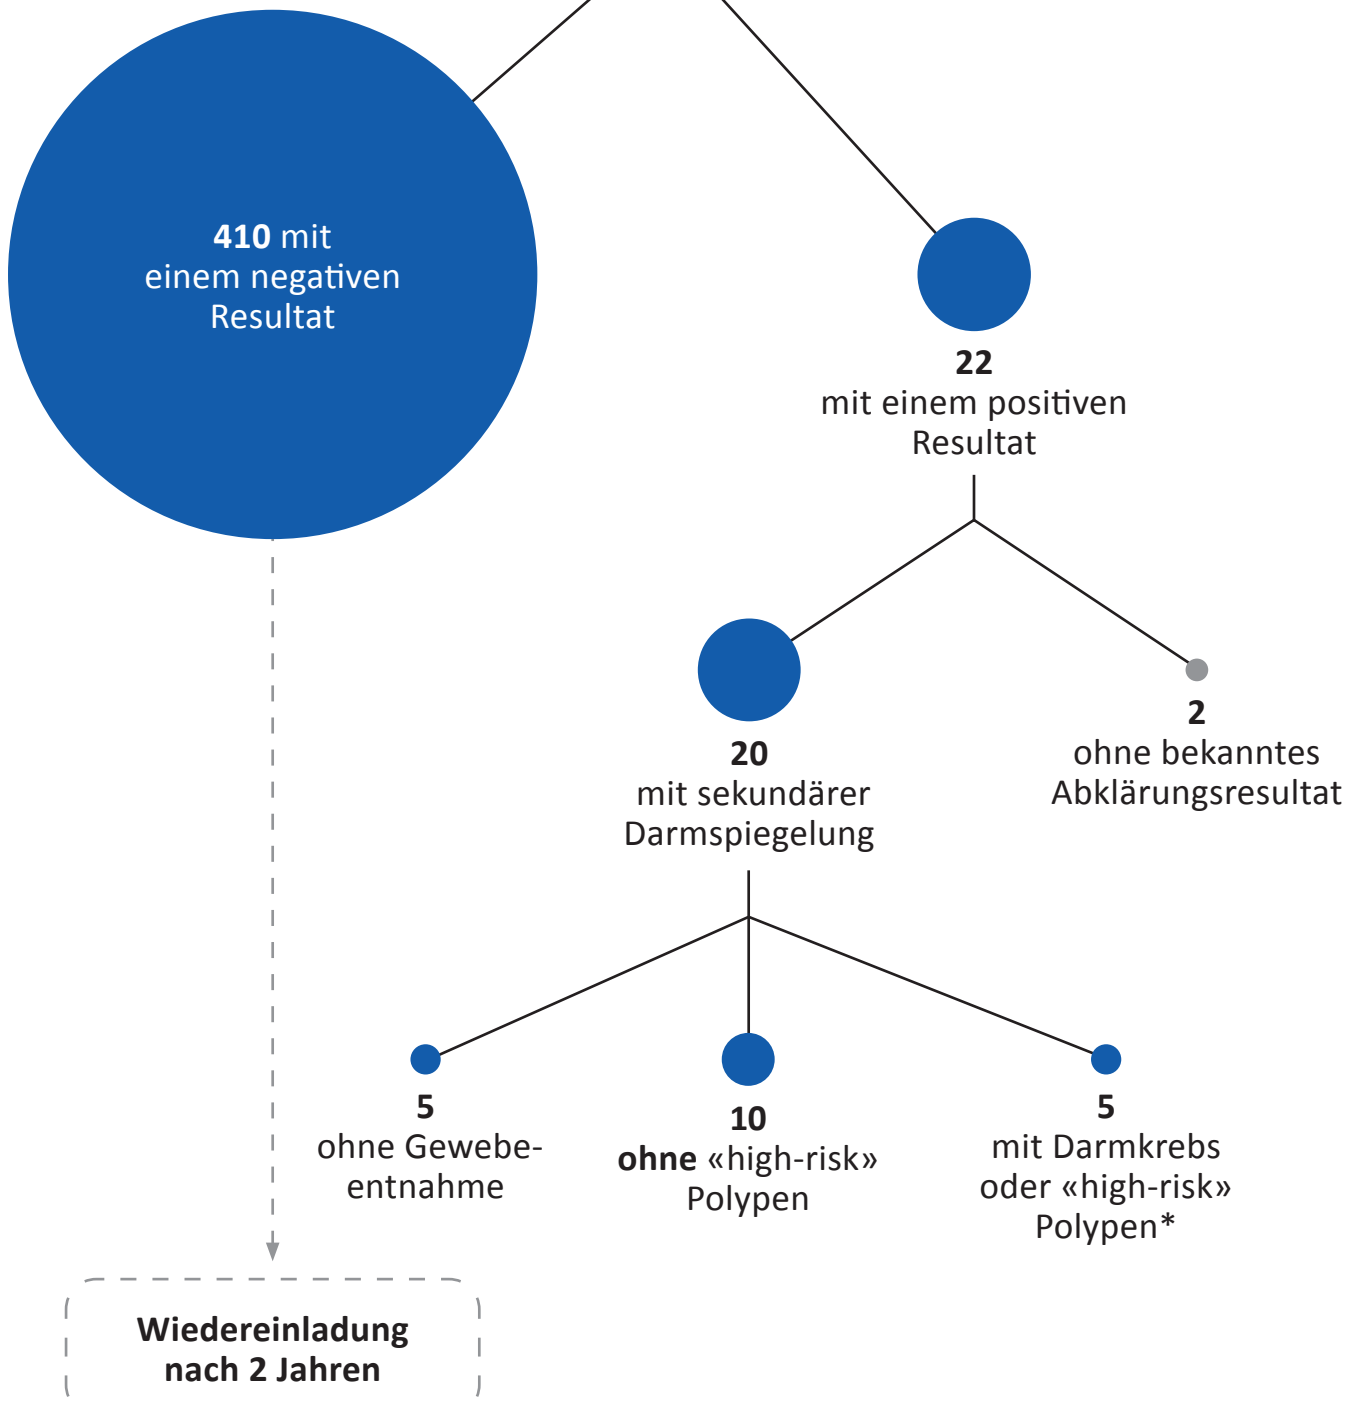 410 mit
einem negativen
Resultat
22
mit einem positiven
Resultat
20
mit sekundärer
Darmspiegelung
2
ohne bekanntes
Abklärungsresultat
5
ohne Gewebe-
entnahme
10
ohne «high-risk»
Polypen
5
mit Darmkrebs
oder «high-risk»
Polypen*
Wiedereinladung
nach 2 Jahren